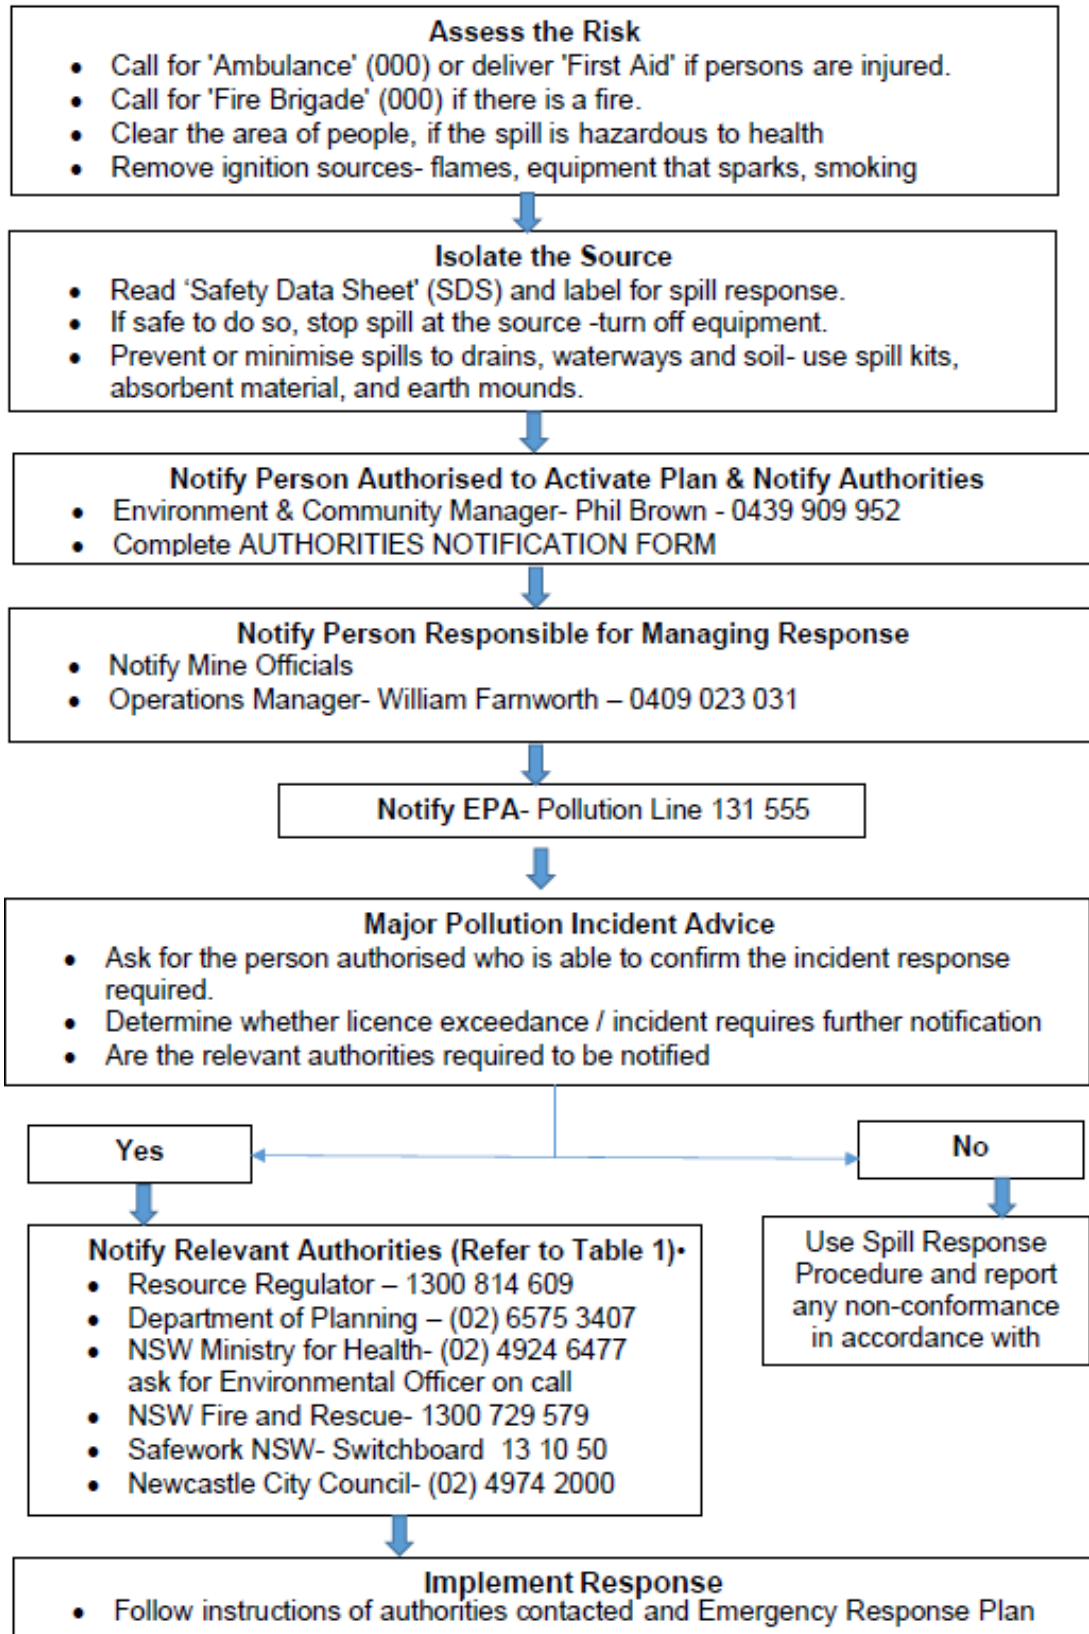 Assess the Risk
• Call for 'Ambulance' (000) or deliver 'First Aid' if persons are injured.
• Call for 'Fire Brigade' (000) if there is a fire.
• Clear the area of people, if the spill is hazardous to health
• Remove ignition sources- flames, equipment that sparks, smoking
Isolate the Source
• Read ‘Safety Data Sheet' (SDS) and label for spill response.
• If safe to do so, stop spill at the source -turn off equipment.
• Prevent or minimise spills to drains, waterways and soil- use spill kits,
absorbent material, and earth mounds.
Notify Person Authorised to Activate Plan & Notify Authorities
• Environment & Community Manager- Phil Brown - 0439 909 952
• Complete AUTHORITIES NOTIFICATION FORM
Notify Person Responsible for Managing Response
• Notify Mine Officials
• Operations Manager- William Farnworth – 0409 023 031
Notify EPA- Pollution Line 131 555
Major Pollution Incident Advice
• Ask for the person authorised who is able to confirm the incident response
required.
• Determine whether licence exceedance / incident requires further notification
• Are the relevant authorities required to be notified
Yes
No
Notify Relevant Authorities (Refer to Table 1)•
• Resource Regulator – 1300 814 609
• Department of Planning – (02) 6575 3407
• NSW Ministry for Health- (02) 4924 6477
ask for Environmental Officer on call
• NSW Fire and Rescue- 1300 729 579
• Safework NSW- Switchboard 13 10 50
• Newcastle City Council- (02) 4974 2000
Use Spill Response
Procedure and report
any non-conformance
in accordance with
Implement Response
• Follow instructions of authorities contacted and Emergency Response Plan